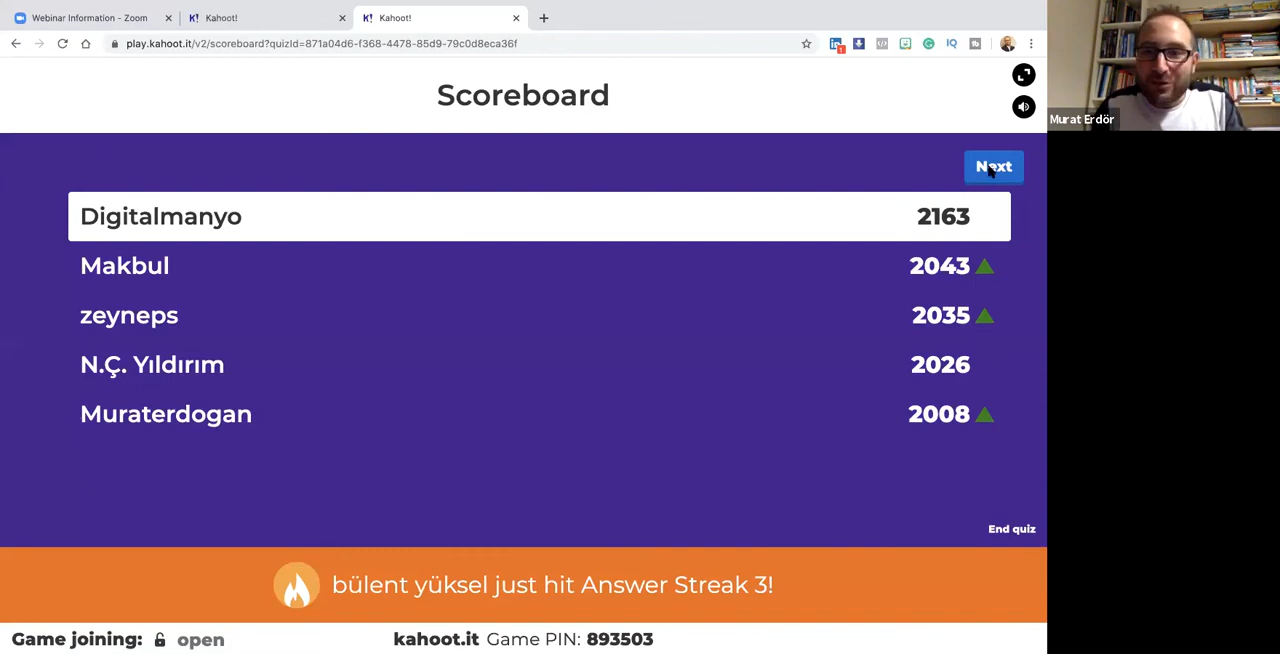 Webinar Information - Zoom
K! Kahoot!
K! Kahoot!
play.kahoot.it/v2/scoreboard?quizId=871a04d6-f368-4478-85d9-79c0d8eca36f
1
IQ
Murat Erdör
Scoreboard
Next
Digitalmanyo 2163
Makbul 2043
zeyneps 2035
N.Ç. Yıldırım 2026
Muraterdogan 2008
End quiz
bülent yüksel just hit Answer Streak 3!
Game joining: open
kahoot.it Game PIN: 893503